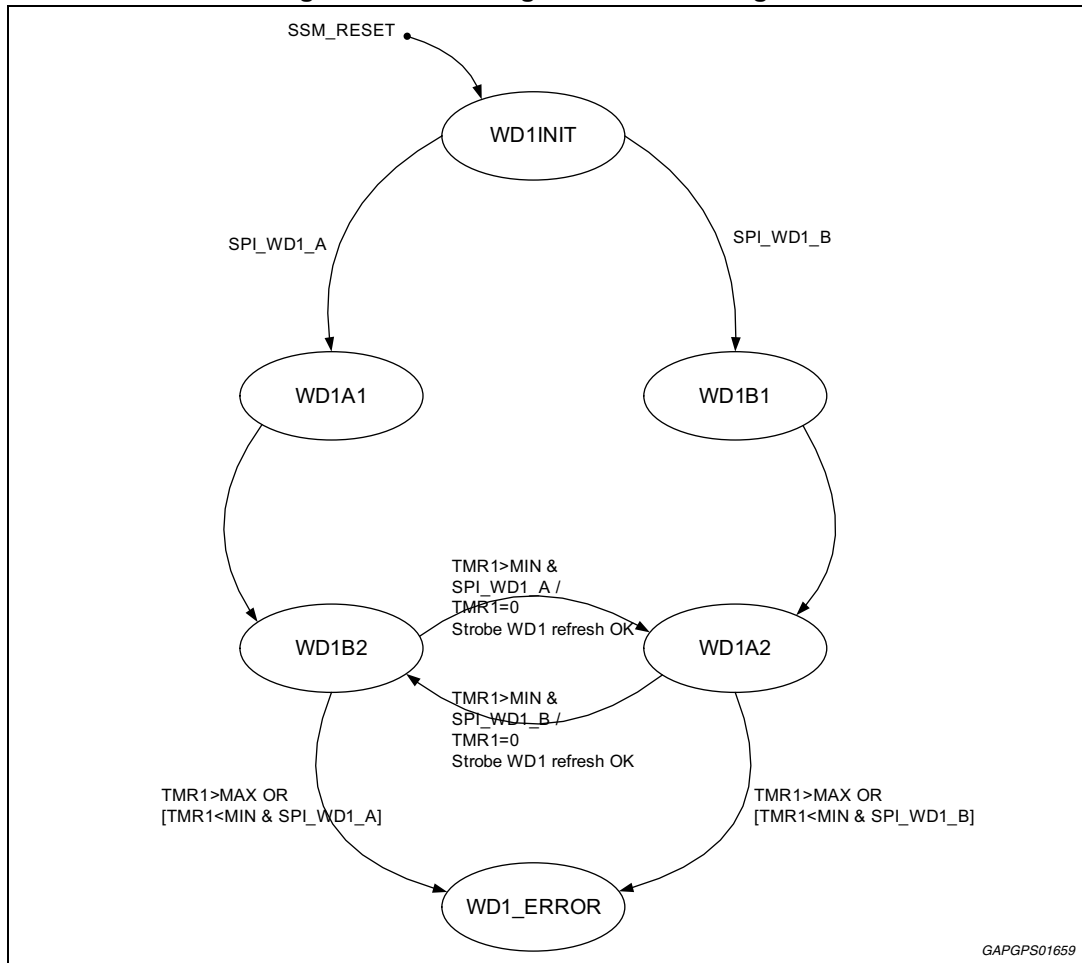 SSM_RESET
WD1INIT
SPI_WD1_A
SPI_WD1_B
WD1A1
WD1B1
TMR1>MIN &
SPI_WD1_A /
TMR1=0
Strobe WD1 refresh OK
WD1B2
WD1A2
TMR1>MIN &
SPI_WD1_B /
TMR1=0
Strobe WD1 refresh OK
TMR1>MAX OR
[TMR1<MIN & SPI_WD1_A]
TMR1>MAX OR
[TMR1<MIN & SPI_WD1_B]
WD1_ERROR
GAPGPS01659